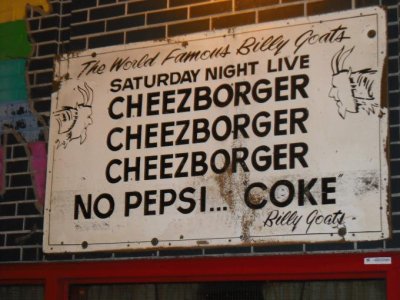 The World Famous Billy Goats
SATURDAY NIGHT LIVE
CHEEZBORGER
CHEEZBORGER
CHEEZBORGER
NO PEPSI... COKE"
Billy Goats